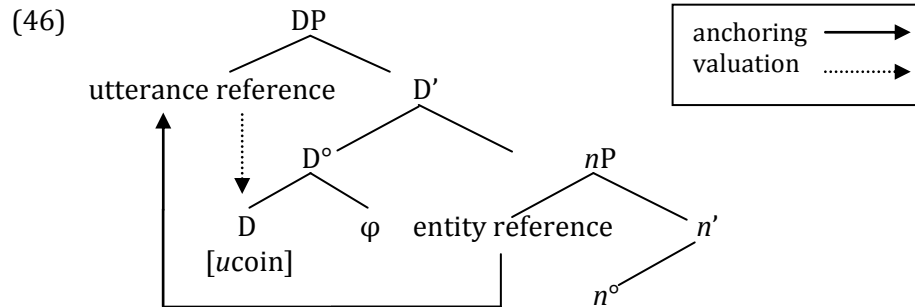 (46) DP
anchoring
valuation
utterance reference D’
D° nP
D φ entity reference n’
[ucoin]
n°